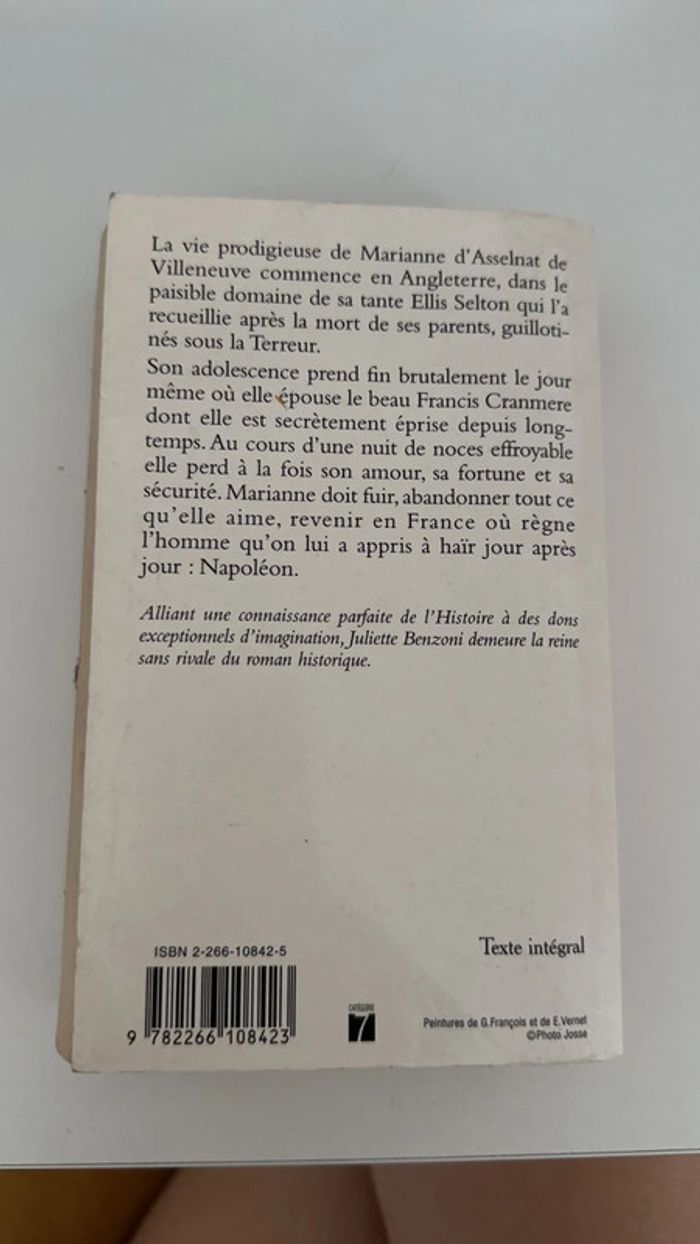 La vie prodigieuse de Marianne d'Asselnat de
Villeneuve commence en Angleterre, dans le
paisible domaine de sa tante Ellis Selton qui l'a
recueillie après la mort de ses parents, guilloti-
nés sous la Terreur.
Son adolescence prend fin brutalement le jour
même où elle épouse le beau Francis Cranmere
dont elle est secrètement éprise depuis long-
temps. Au cours d'une nuit de noces effroyable
elle perd à la fois son amour, sa fortune et sa
sécurité. Marianne doit fuir, abandonner tout ce
qu'elle aime, revenir en France où règne
l'homme qu'on lui a appris à haïr jour après
jour : Napoléon.
Alliant une connaissance parfaite de l'Histoire à des dons
exceptionnels d'imagination, Juliette Benzoni demeure la reine
sans rivale du roman historique.
ISBN 2-266-10842-5
9 782266 108423
CATÉGORIE
7
Texte intégral
Peintures de G. François et de E. Vernet
©Photo Josse